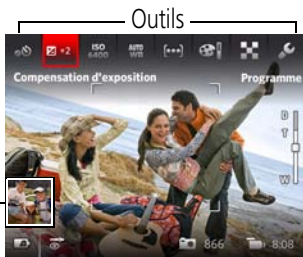 Outils
+2 ISO 6400 AUTO WB
Compensation d'exposition Programme
T
W
866 8:08